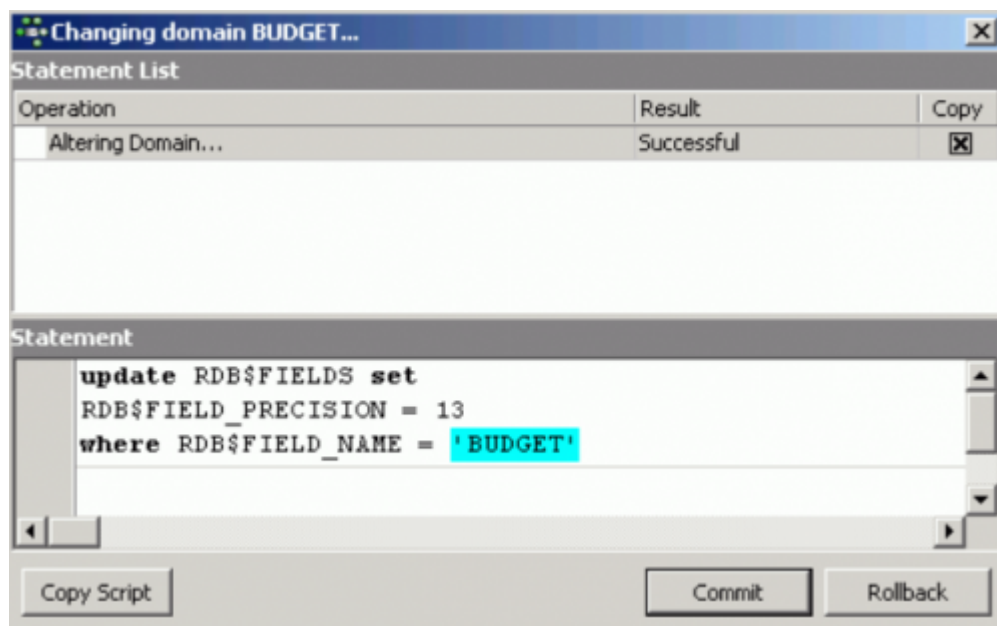 Changing domain BUDGET...
Statement List
Operation Result Copy
Altering Domain... Successful
Statement
update RDB$FIELDS set
RDB$FIELD_PRECISION = 13
where RDB$FIELD_NAME = 'BUDGET'
Copy Script Commit Rollback